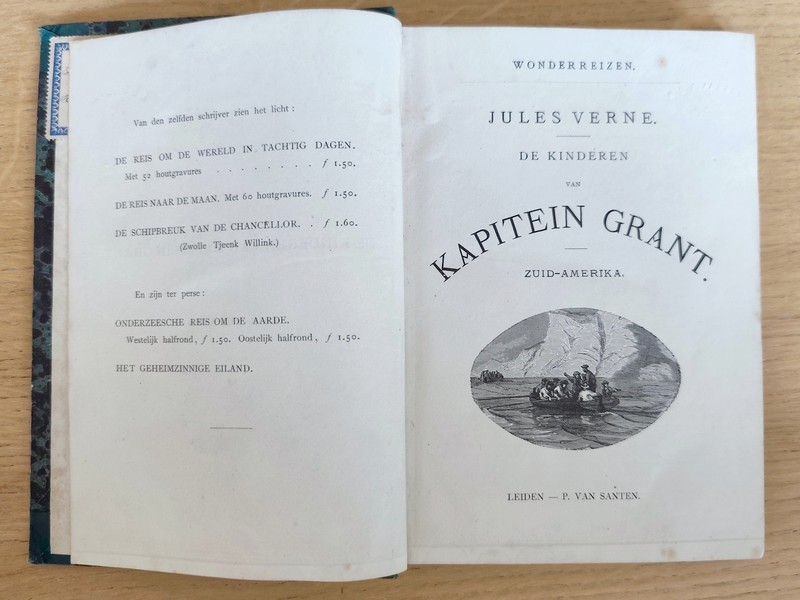 Van den zelfden schrijver zien het licht:
DE REIS OM DE WERELD IN TACHTIG DAGEN.
Met 52 houtgravures . . . . . . . . ƒ 1.50.
DE REIS NAAR DE MAAN. Met 60 houtgravures. ƒ 1.50.
DE SCHIPBREUK VAN DE CHANCELLOR. . ƒ 1.60.
(Zwolle Tjeenk Willink.)
En zijn ter perse:
ONDERZEESCHE REIS OM DE AARDE.
Westelijk halfrond, ƒ 1.50. Oostelijk halfrond, ƒ 1.50.
HET GEHEIMZINNIGE EILAND.
WONDERREIZEN.
JULES VERNE.
DE KINDEREN
VAN
KAPITEIN GRANT.
ZUID-AMERIKA.
LEIDEN — P. VAN SANTEN.